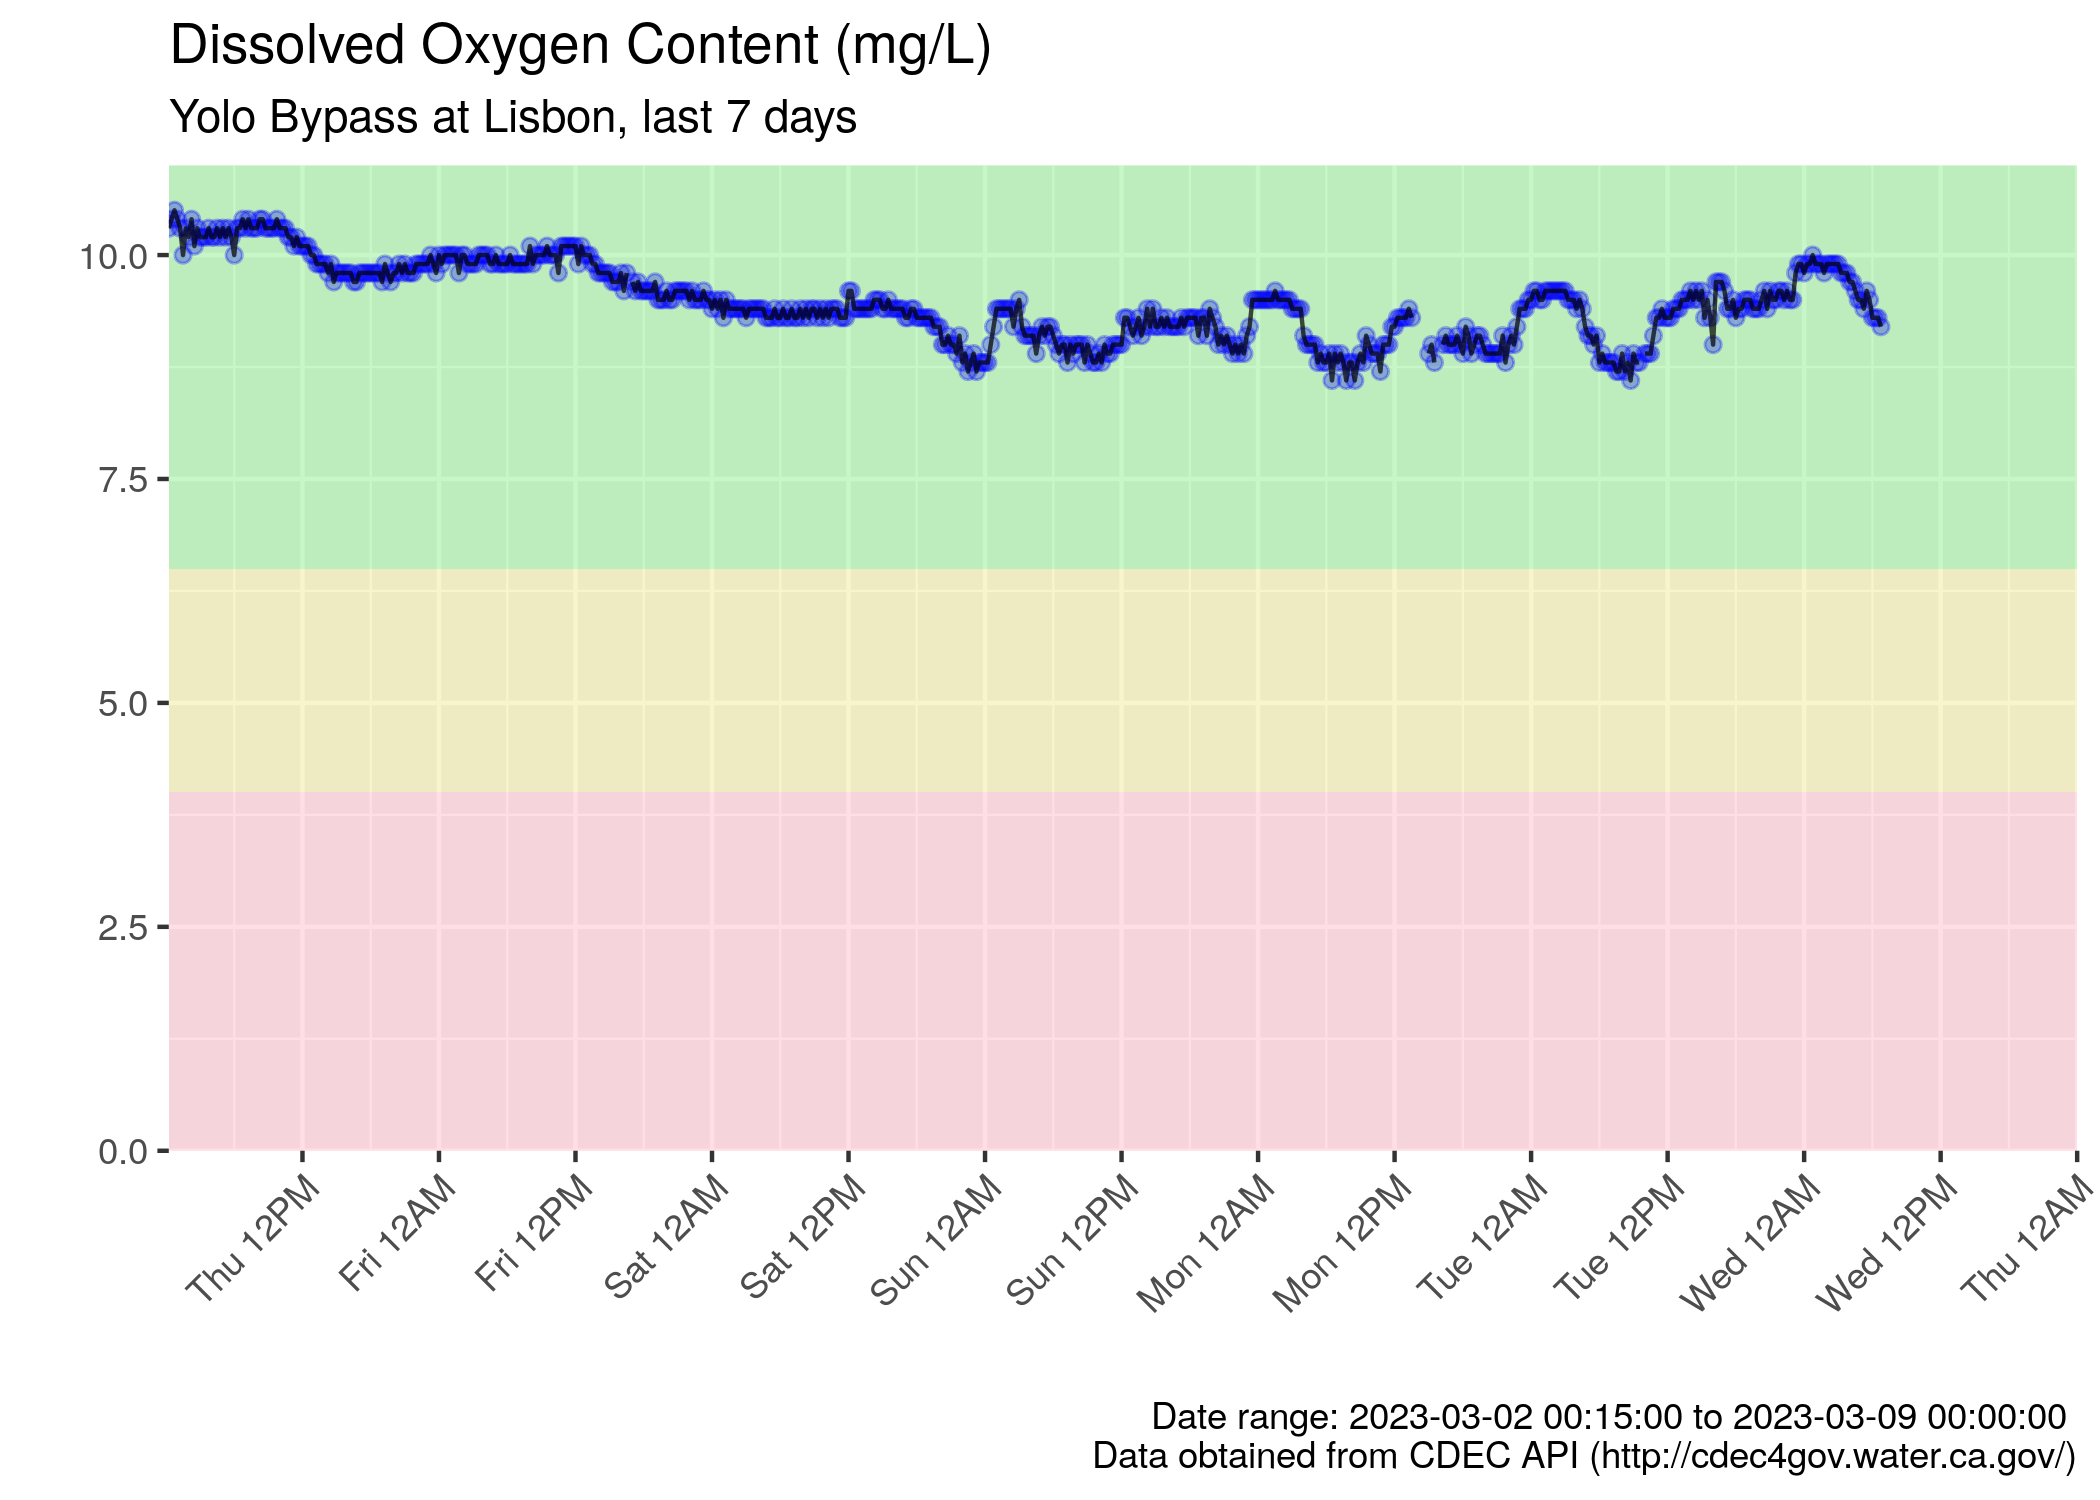 Dissolved Oxygen Content (mg/L)
Yolo Bypass at Lisbon, last 7 days
10.0
7.5
5.0
2.5
0.0
Thu 12PM
Fri 12AM
Fri 12PM
Sat 12AM
Sat 12PM
Sun 12AM
Sun 12PM
Mon 12AM
Mon 12PM
Tue 12AM
Tue 12PM
Wed 12AM
Wed 12PM
Thu 12AM
Date range: 2023-03-02 00:15:00 to 2023-03-09 00:00:00
Data obtained from CDEC API (http://cdec4gov.water.ca.gov/)